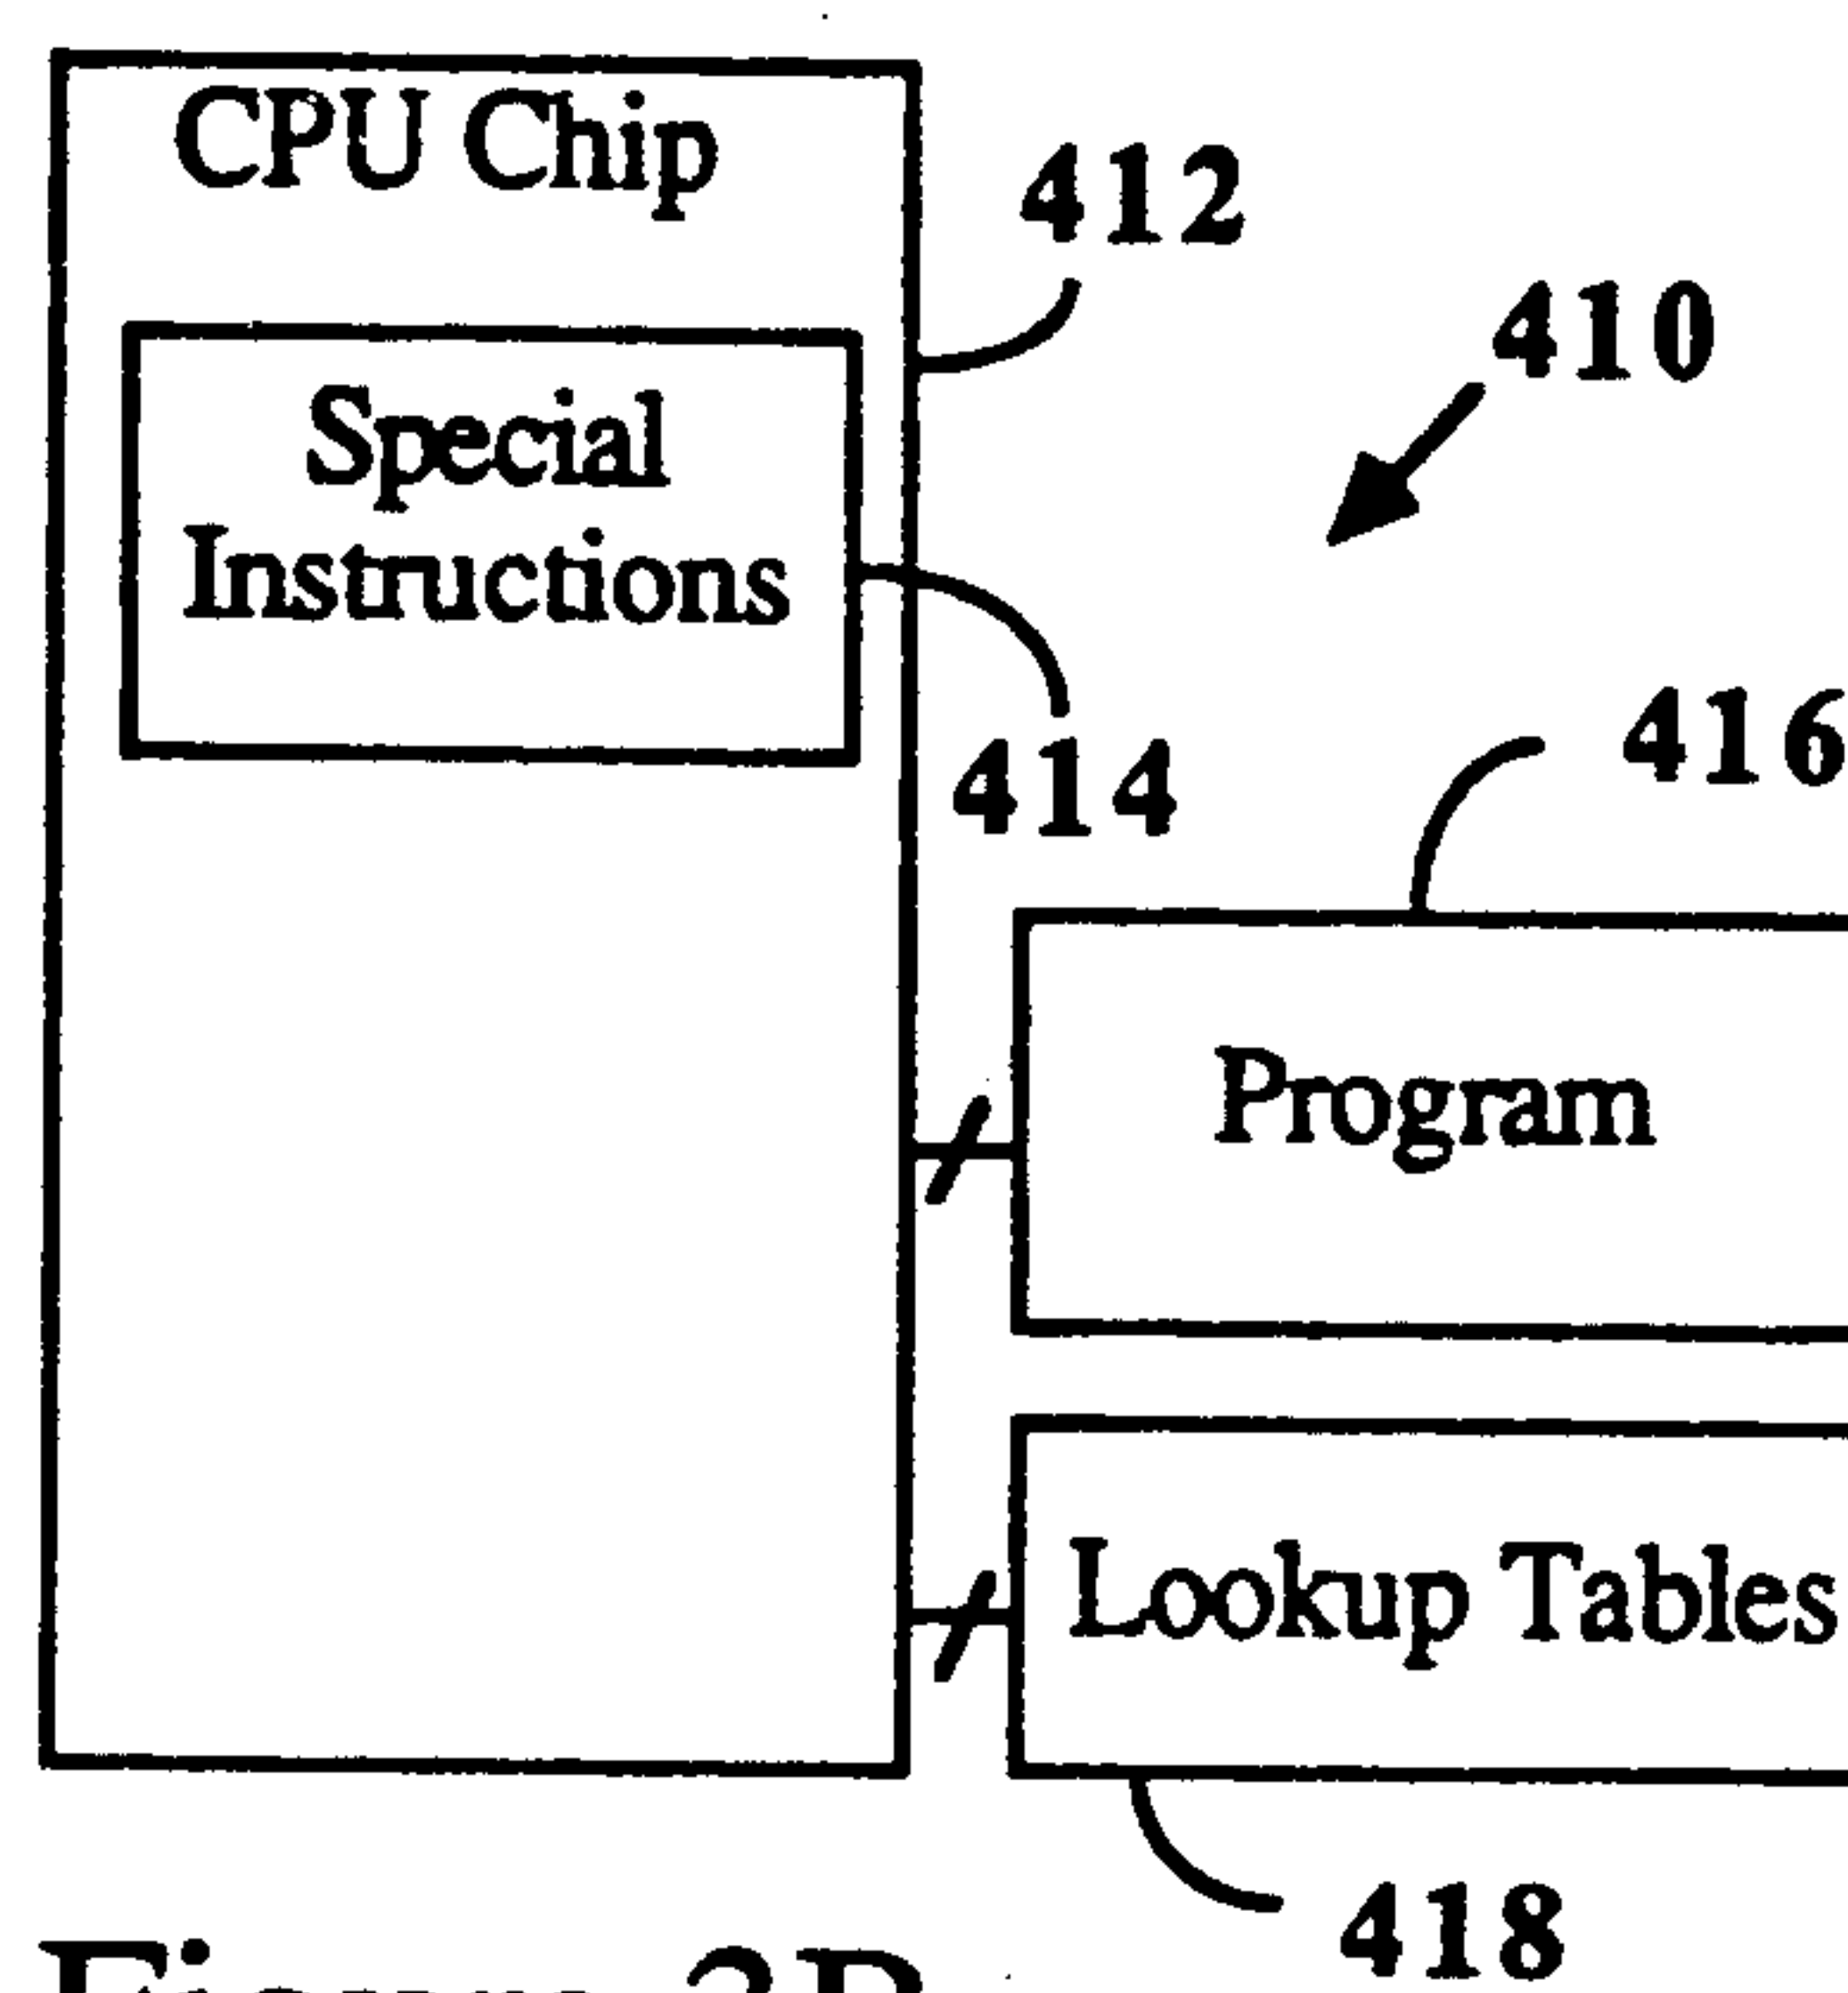 CPU Chip
412
410
Special
Instructions
414
416
Program
Lookup Tables
418